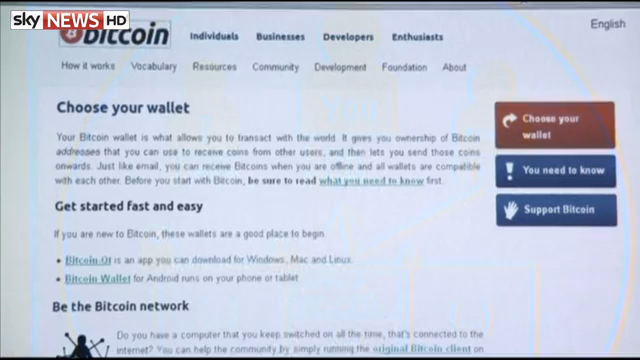 sky NEWS HD
bitcoin Individuals Businesses Developers Enthusiasts English
How it works Vocabulary Resources Community Development Foundation About
Choose your wallet
Your Bitcoin wallet is what allows you to transact with the world. It gives you ownership of Bitcoin
addresses that you can use to receive coins from other users, and then lets you send those coins
onwards. Just like email, you can receive Bitcoins when you are offline and all wallets are compatible
with each other. Before you start with Bitcoin, be sure to read what you need to know first.
Get started fast and easy
If you are new to Bitcoin, these wallets are a good place to begin
• Bitcoin-Qt is an app you can download for Windows, Mac and Linux.
• Bitcoin Wallet for Android runs on your phone or tablet
Be the Bitcoin network
Do you have a computer that you keep switched on all the time, that's connected to the
internet? You can help the community by simply running the original Bitcoin client on
Choose your
wallet
You need to know
Support Bitcoin